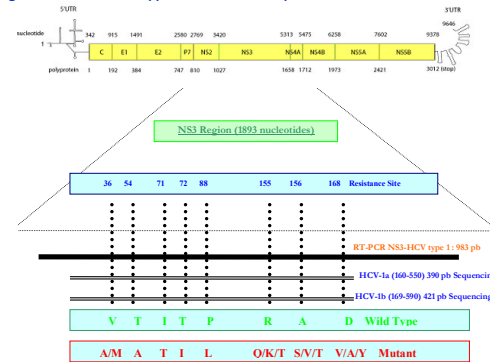 5'UTR
3'UTR
nucleotide 1 342 915 1491 2580 2769 3420 5313 5475 6258 7602 9378 9646
C E1 E2 P7 NS2 NS3 NS4A NS4B NS5A NS5B
polyprotein 1 192 384 747 810 1027 1658 1712 1973 2421 3012 (stop)
NS3 Region (1893 nucleotides)
36 54 71 72 88 155 156 168 Resistance Site
RT-PCR NS3-HCV type 1 : 983 pb
HCV-1a (160-550) 390 pb Sequencing
HCV-1b (169-590) 421 pb Sequencing
V T I T P R A D Wild Type
A/M A T I L Q/K/T S/V/T V/A/Y Mutant